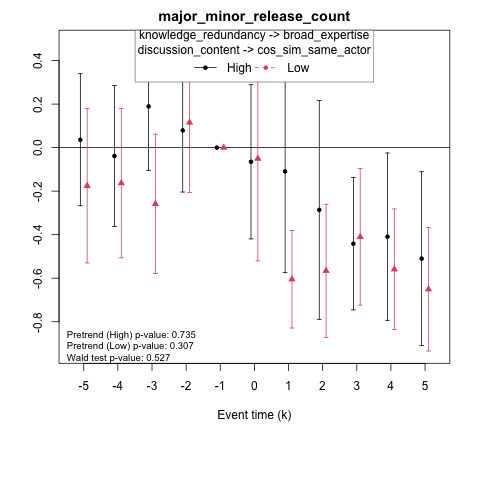 major_minor_release_count
knowledge_redundancy -> broad_expertise
discussion_content -> cos_sim_same_actor
High Low
0.4
0.2
0.0
-0.2
-0.4
-0.6
-0.8
Pretrend (High) p-value: 0.735
Pretrend (Low) p-value: 0.307
Wald test p-value: 0.527
-5 -4 -3 -2 -1 0 1 2 3 4 5
Event time (k)